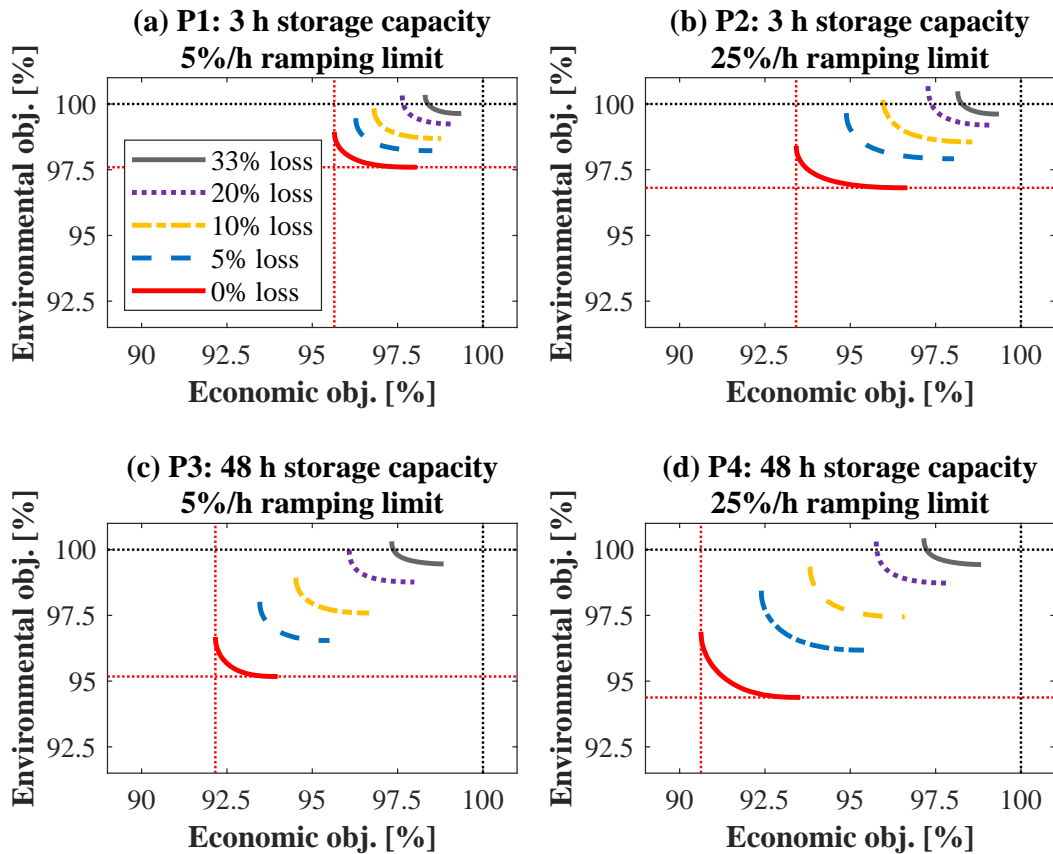 (a) P1: 3 h storage capacity
5%/h ramping limit
Environmental obj. [%]
100
97.5
95
92.5
33% loss
20% loss
10% loss
5% loss
0% loss
90
92.5
95
97.5
100
Economic obj. [%]
(b) P2: 3 h storage capacity
25%/h ramping limit
Environmental obj. [%]
100
97.5
95
92.5
90
92.5
95
97.5
100
Economic obj. [%]
(c) P3: 48 h storage capacity
5%/h ramping limit
Environmental obj. [%]
100
97.5
95
92.5
90
92.5
95
97.5
100
Economic obj. [%]
(d) P4: 48 h storage capacity
25%/h ramping limit
Environmental obj. [%]
100
97.5
95
92.5
90
92.5
95
97.5
100
Economic obj. [%]